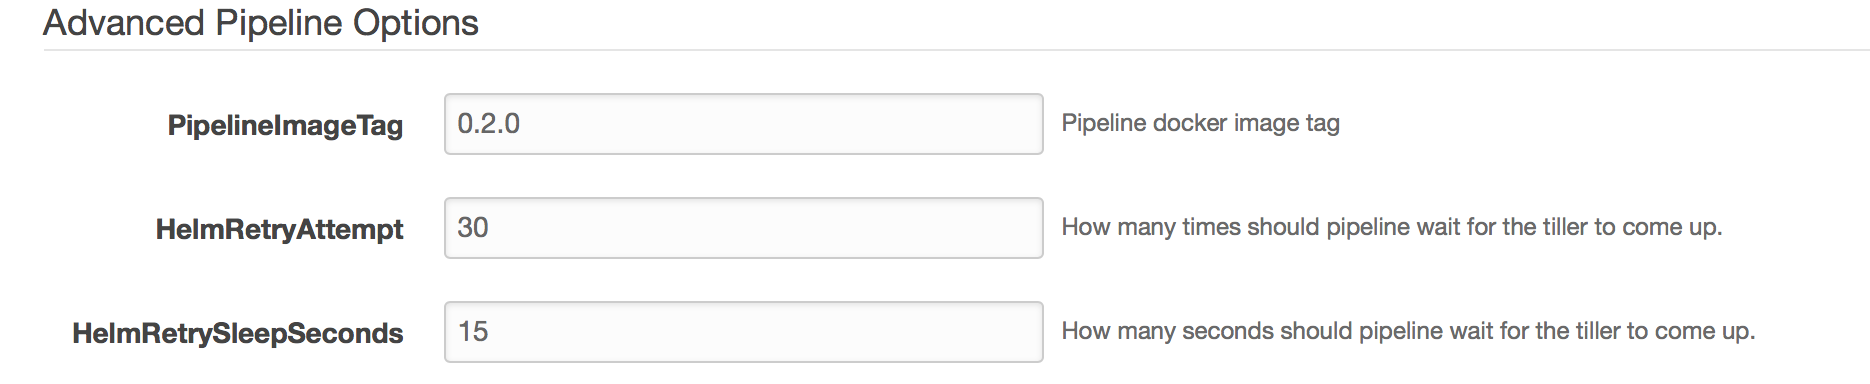 Advanced Pipeline Options
PipelineImageTag 0.2.0 Pipeline docker image tag
HelmRetryAttempt 30 How many times should pipeline wait for the tiller to come up.
HelmRetrySleepSeconds 15 How many seconds should pipeline wait for the tiller to come up.